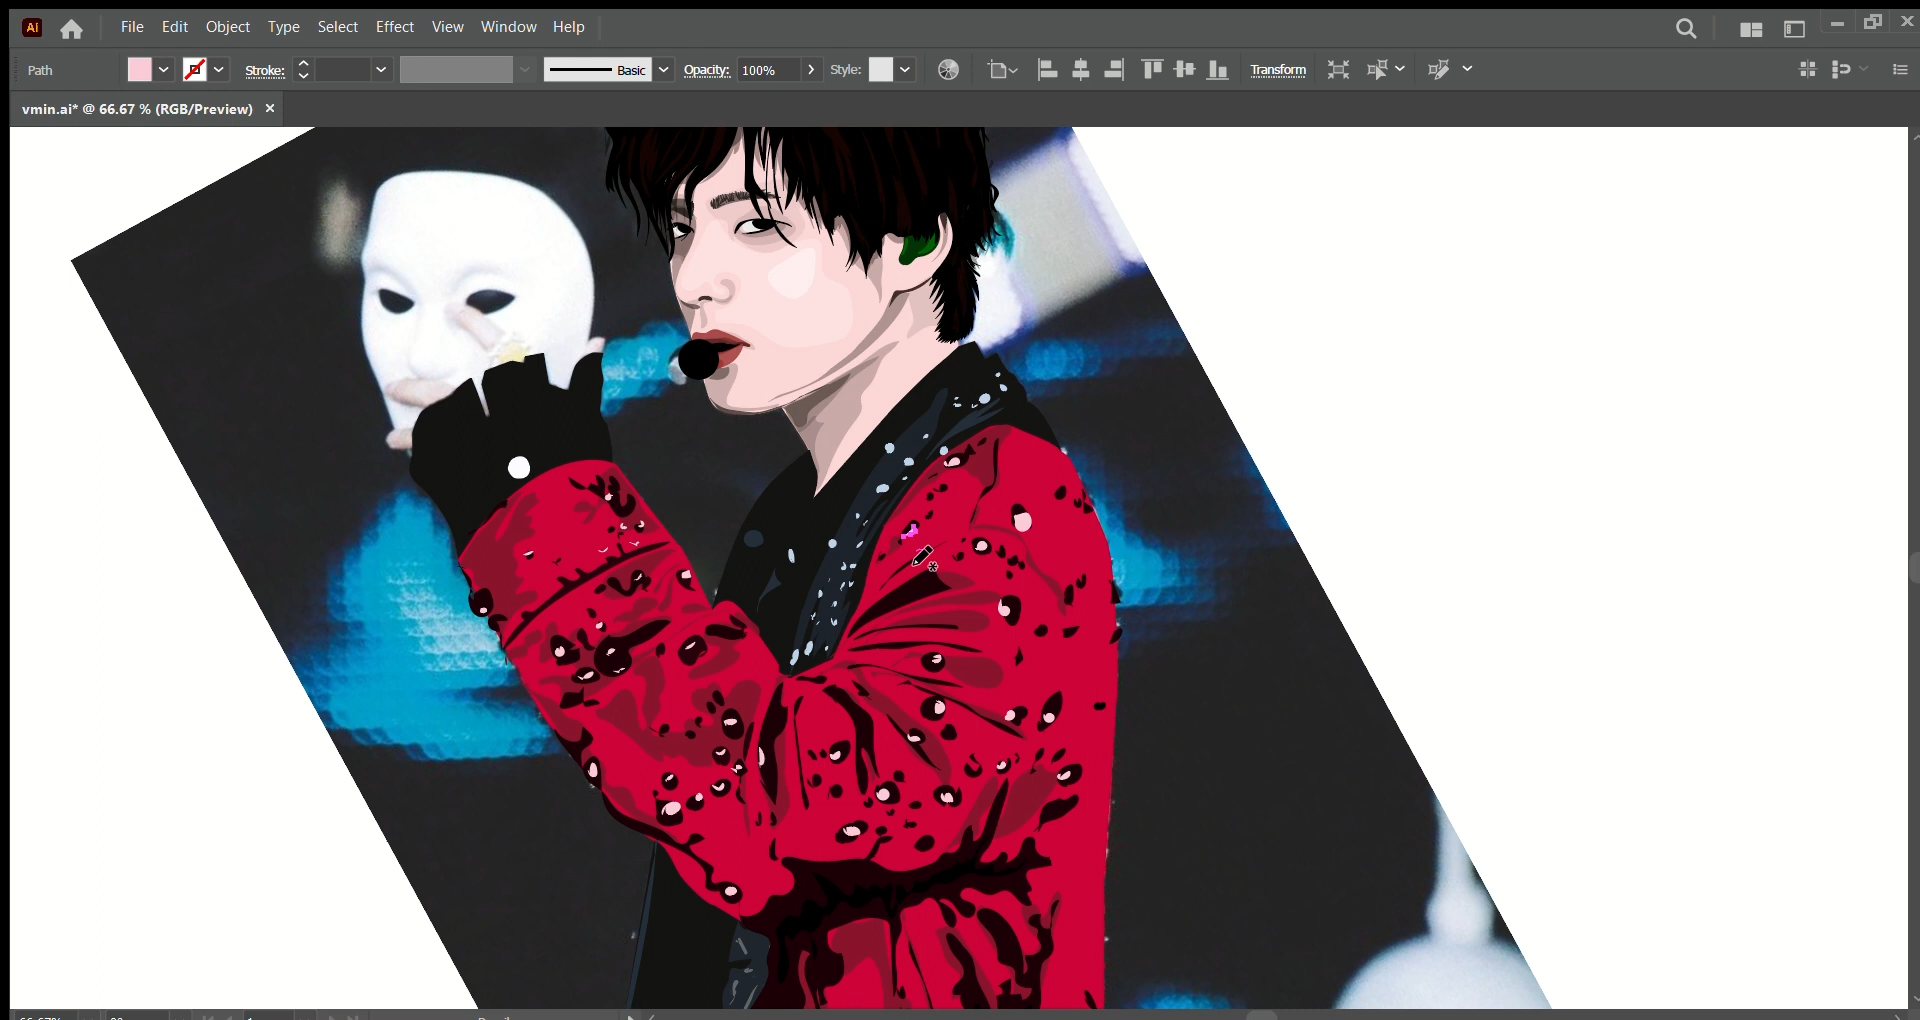 Ai File Edit Object Type Select Effect View Window Help
Path Stroke: Basic Opacity: 100% Style: Transform
vmin.ai* @ 66.67 % (RGB/Preview) ×